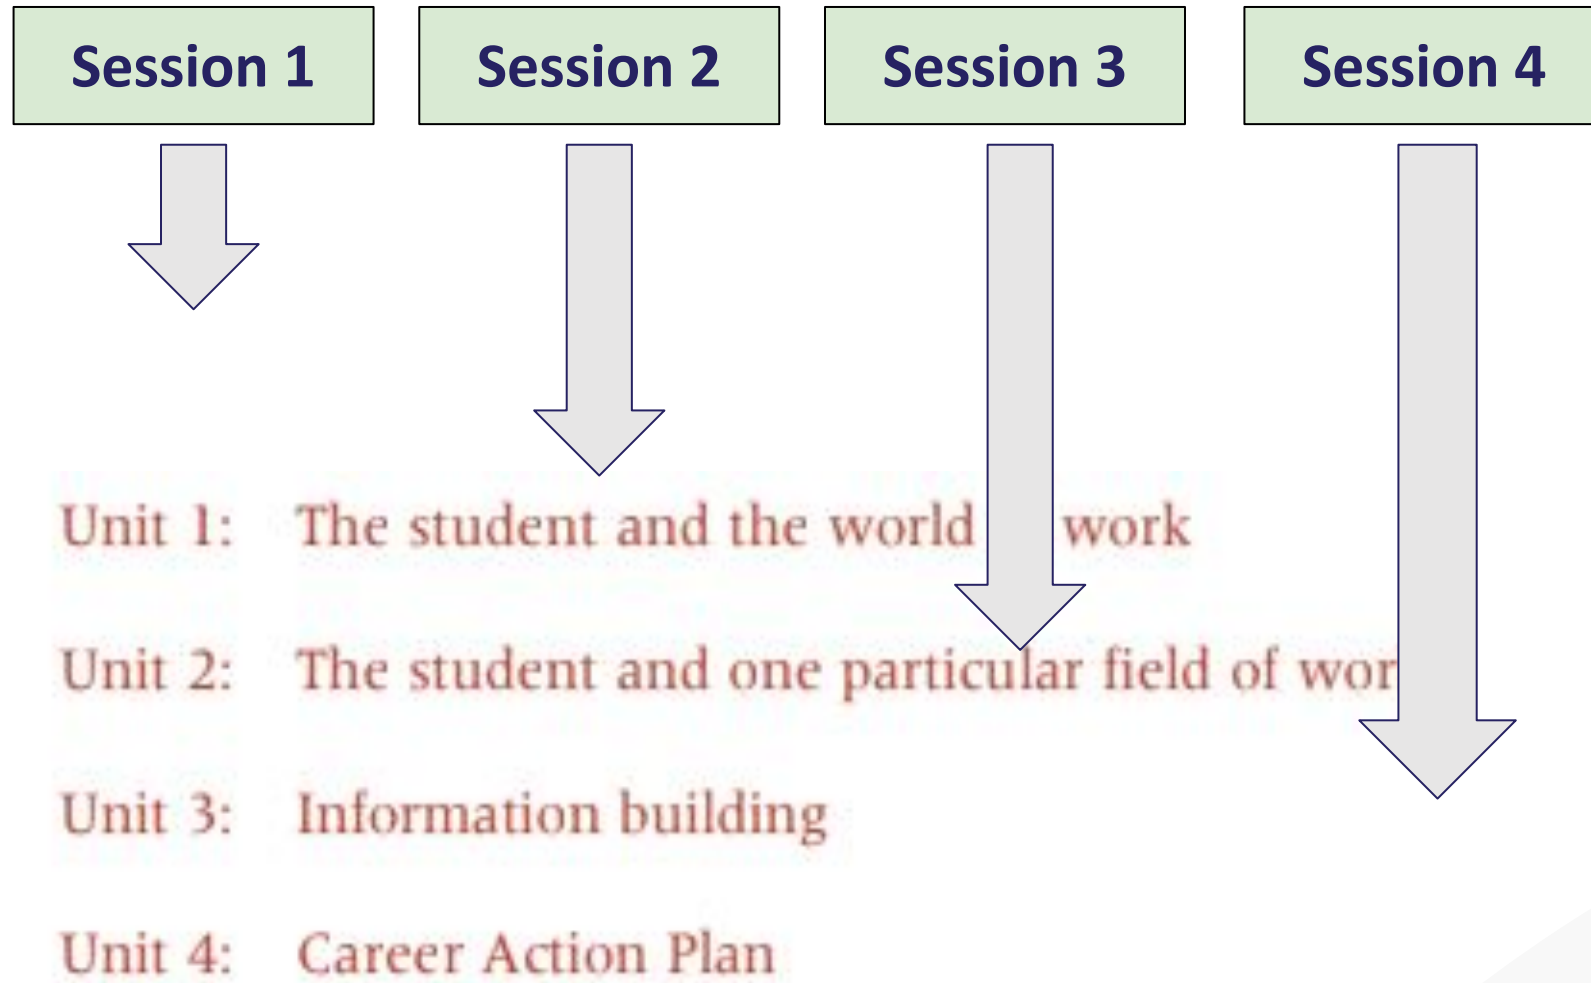 Session 1 Session 2 Session 3 Session 4
Unit 1: The student and the world work
Unit 2: The student and one particular field of wor
Unit 3: Information building
Unit 4: Career Action Plan